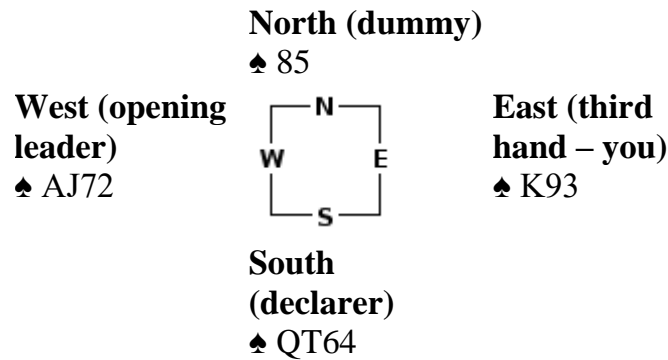 North (dummy)
♠ 85
West (opening
leader)
♠ AJ72
N
W
E
S
East (third
hand – you)
♠ K93
South
(declarer)
♠ QT64